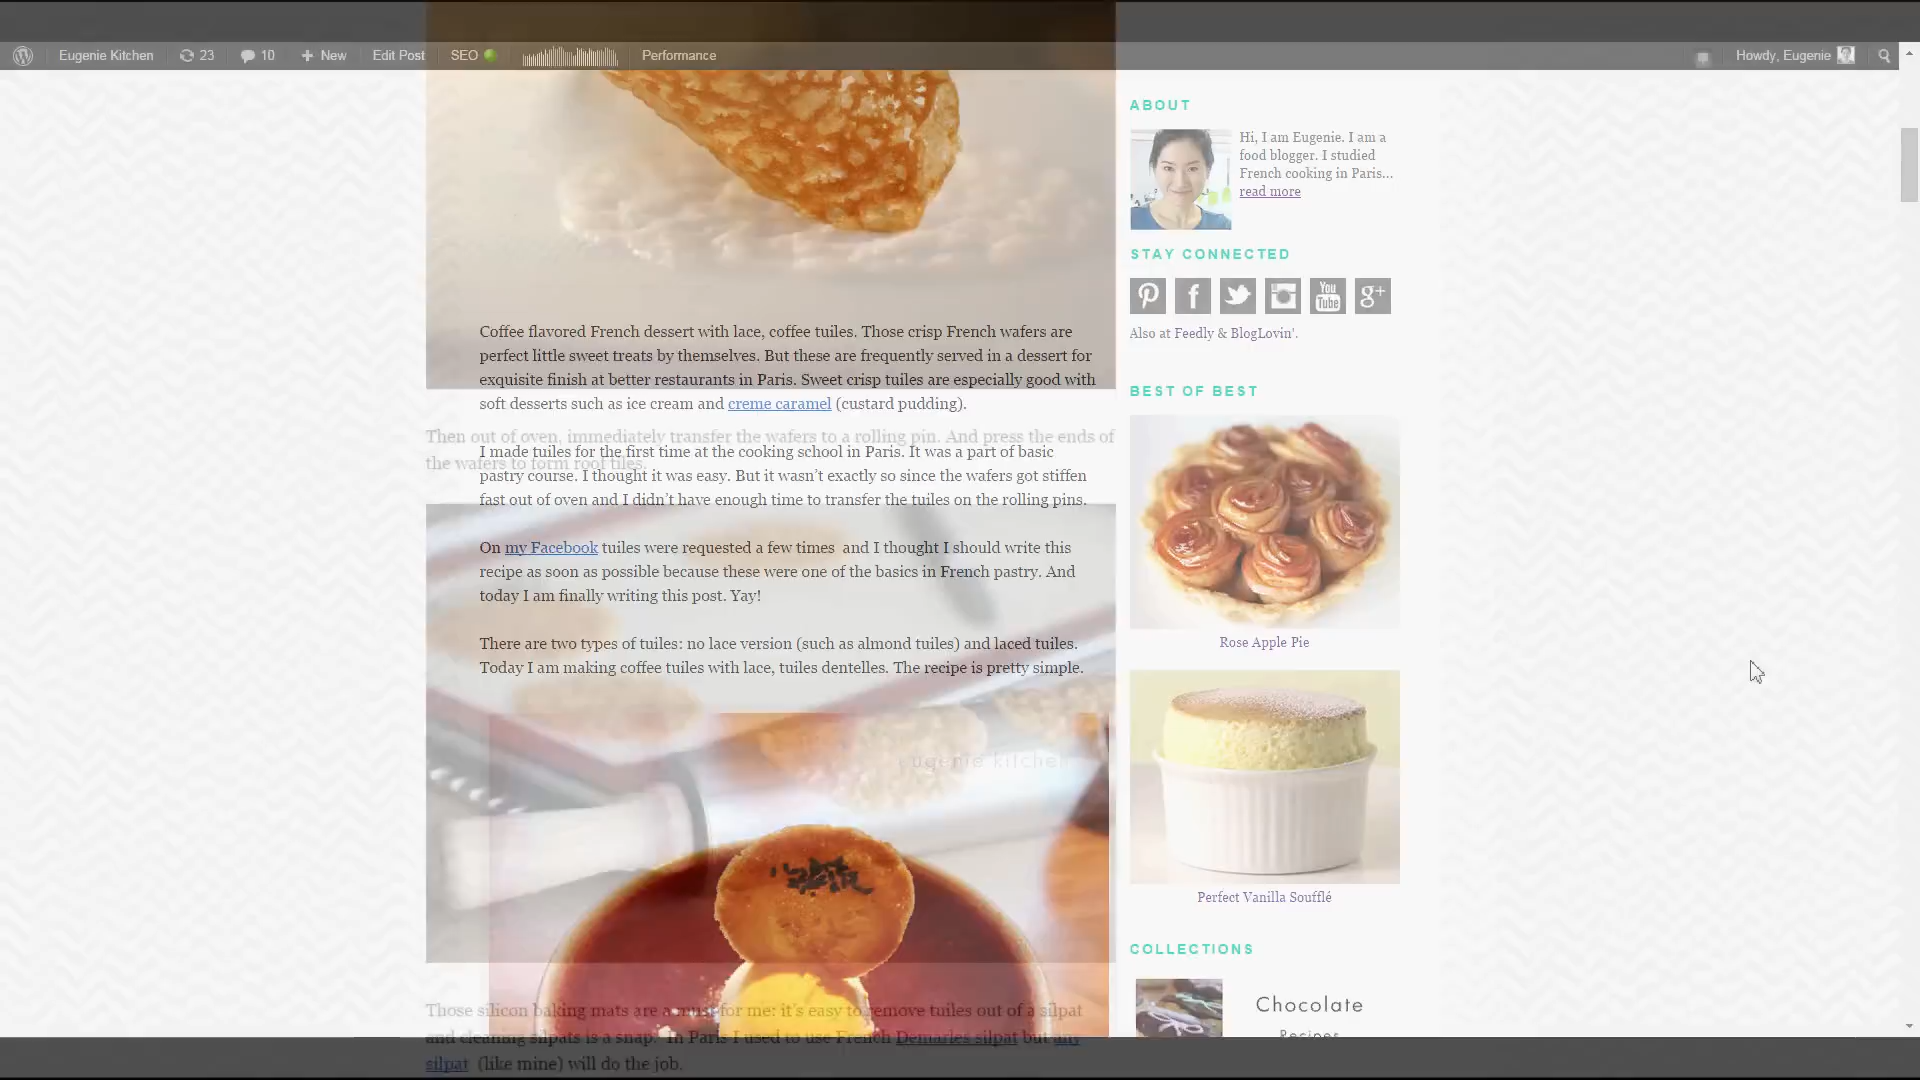 Eugenie Kitchen
23
10
New
Edit Post
SEO
Performance
Howdy, Eugenie
Coffee flavored French dessert with lace, coffee tuiles. Those crisp French wafers are
perfect little sweet treats by themselves. But these are frequently served in a dessert for
exquisite finish at better restaurants in Paris. Sweet crisp tuiles are especially good with
soft desserts such as ice cream and creme caramel (custard pudding).
Then out of oven, immediately transfer the wafers to a rolling pin. And press the ends of
the wafers to form roof tiles.
I made tuiles for the first time at the cooking school in Paris. It was a part of basic
pastry course. I thought it was easy. But it wasn't exactly so since the wafers got stiffen
fast out of oven and I didn't have enough time to transfer the tuiles on the rolling pins.
On my Facebook tuiles were requested a few times and I thought I should write this
recipe as soon as possible because these were one of the basics in French pastry. And
today I am finally writing this post. Yay!
There are two types of tuiles: no lace version (such as almond tuiles) and laced tuiles.
Today I am making coffee tuiles with lace, tuiles dentelles. The recipe is pretty simple.
eugenie kitchen
Those silicon baking mats are a must for me: it's easy to remove tuiles out of a silpat
and cleaning silpats is a snap. In Paris I used to use French Demarles silpat but any
silpat (like mine) will do the job.
ABOUT
Hi, I am Eugenie. I am a
food blogger. I studied
French cooking in Paris...
read more
STAY CONNECTED
You
Tube
g+
Also at Feedly & BlogLovin'.
BEST OF BEST
Rose Apple Pie
Perfect Vanilla Soufflé
COLLECTIONS
Chocolate
Recipes